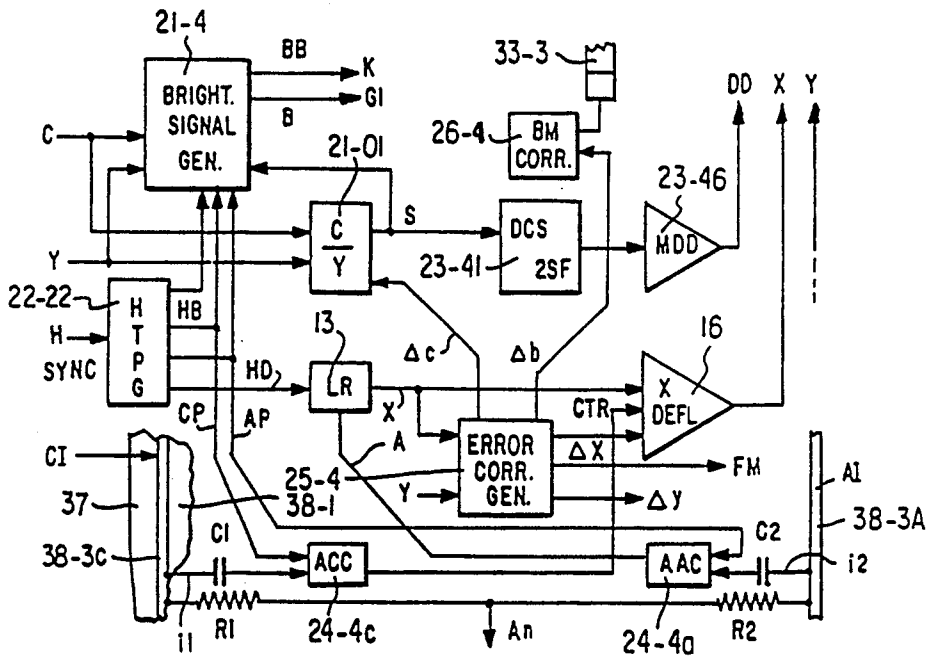 21-4
BB
K
BRIGHT.
SIGNAL
GEN.
B
G1
33-3
DD
X
Y
C
21-01
26-4
BM
CORR.
23-46
C
Y
S
DCS
2SF
23-41
MDD
Y
22-22
H
T
P
G
HB
H
SYNC
HD
13
LR
X
Δc
Δb
16
X
DEFL
CTR
CP
AP
A
ERROR
CORR.
GEN.
ΔX
FM
Δy
25-4
Y
CI
37
38-1
38-3c
AI
38-3A
C1
ACC
AAC
C2
i2
i1
R1
24-4c
An
24-4a
R2